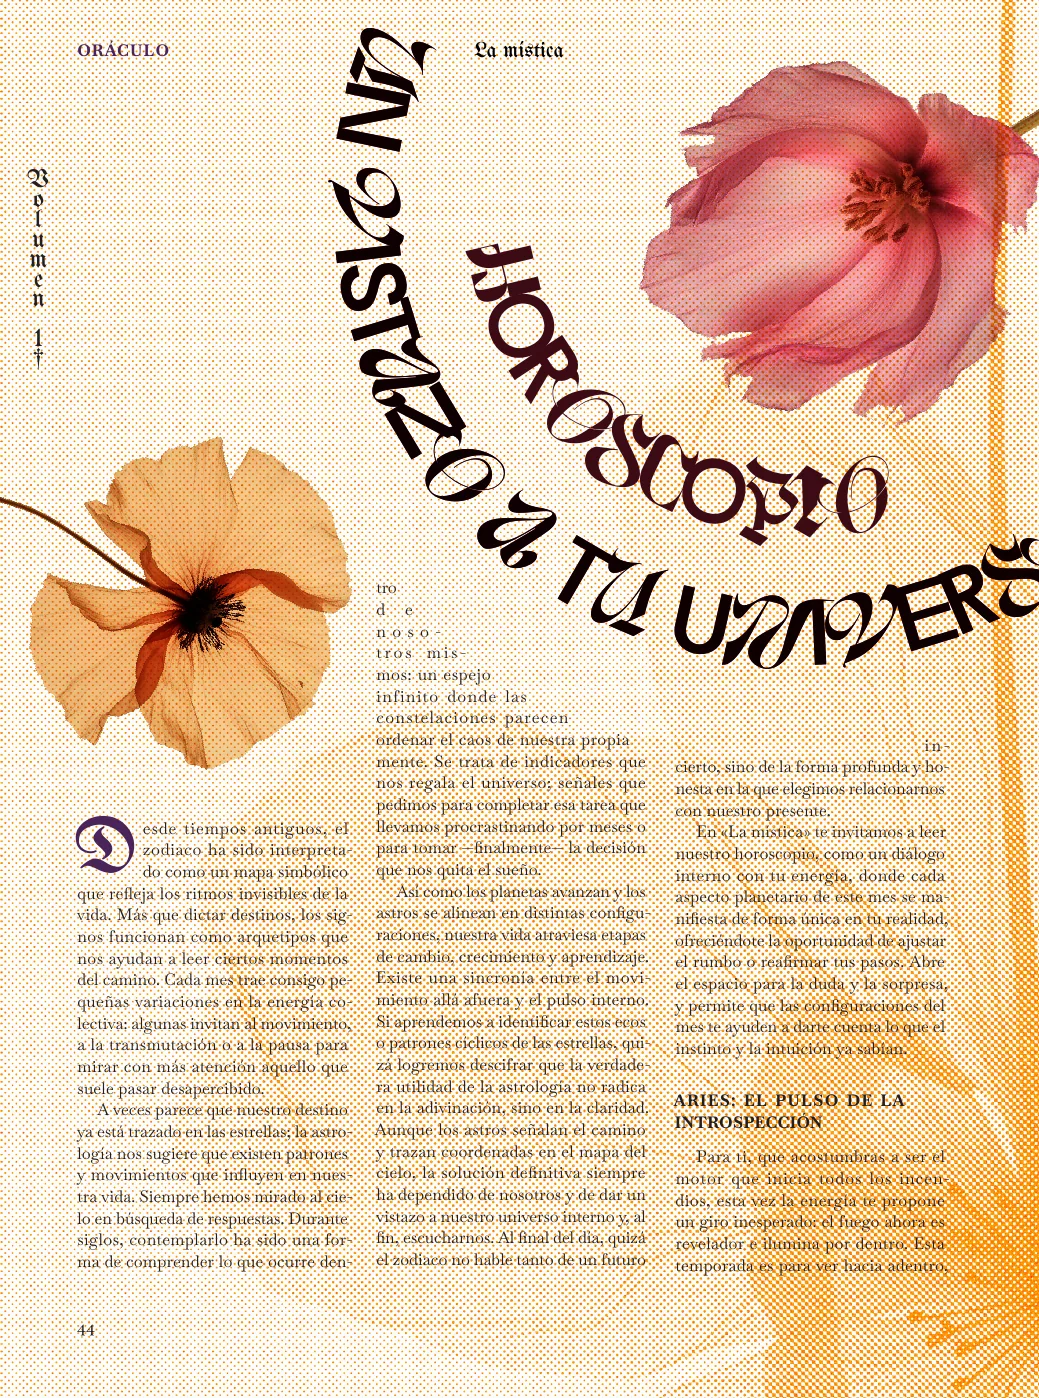 ORÁCULO
La mística
Volumen 1†
UN VISTAZO a TU UNIVERS
HOROSCOPIO
Desde tiempos antiguos, el
zodiaco ha sido interpreta-
do como un mapa simbólico
que refleja los ritmos invisibles de la
vida. Más que dictar destinos, los sig-
nos funcionan como arquetipos que
nos ayudan a leer ciertos momentos
del camino. Cada mes trae consigo pe-
queñas variaciones en la energía co-
lectiva: algunas invitan al movimiento,
a la transmutación o a la pausa para
mirar con más atención aquello que
suele pasar desapercibido.
A veces parece que nuestro destino
ya está trazado en las estrellas; la astro-
logía nos sugiere que existen patrones
y movimientos que influyen en nues-
tra vida. Siempre hemos mirado al cie-
lo en búsqueda de respuestas. Durante
siglos, contemplarlo ha sido una for-
ma de comprender lo que ocurre den-
tro
de
noso-
tros mis-
mos: un espejo
infinito donde las
constelaciones parecen
ordenar el caos de nuestra propia
mente. Se trata de indicadores que
nos regala el universo; señales que
pedimos para completar esa tarea que
llevamos procrastinando por meses o
para tomar —finalmente— la decisión
que nos quita el sueño.
Así como los planetas avanzan y los
astros se alinean en distintas configu-
raciones, nuestra vida atraviesa etapas
de cambio, crecimiento y aprendizaje.
Existe una sincronía entre el movi-
miento allá afuera y el pulso interno.
Si aprendemos a identificar estos ecos
o patrones cíclicos de las estrellas, qui-
zá logremos descifrar que la verdade-
ra utilidad de la astrología no radica
en la adivinación, sino en la claridad.
Aunque los astros señalan el camino
y trazan coordenadas en el mapa del
cielo, la solución definitiva siempre
ha dependido de nosotros y de dar un
vistazo a nuestro universo interno y, al
fin, escucharnos. Al final del día, quizá
el zodiaco no hable tanto de un futuro
in-
cierto, sino de la forma profunda y ho-
nesta en la que elegimos relacionarnos
con nuestro presente.
En «La mística» te invitamos a leer
nuestro horoscopio, como un diálogo
interno con tu energía, donde cada
aspecto planetario de este mes se ma-
nifiesta de forma única en tu realidad,
ofreciéndote la oportunidad de ajustar
el rumbo o reafirmar tus pasos. Abre
el espacio para la duda y la sorpresa,
y permite que las configuraciones del
mes te ayuden a darte cuenta lo que el
instinto y la intuición ya sabían.
ARIES: EL PULSO DE LA
INTROSPECCIÓN
Para ti, que acostumbras a ser el
motor que inicia todos los incen-
dios, esta vez la energía te propone
un giro inesperado: el fuego ahora es
revelador e ilumina por dentro. Esta
temporada es para ver hacia adentro,
44